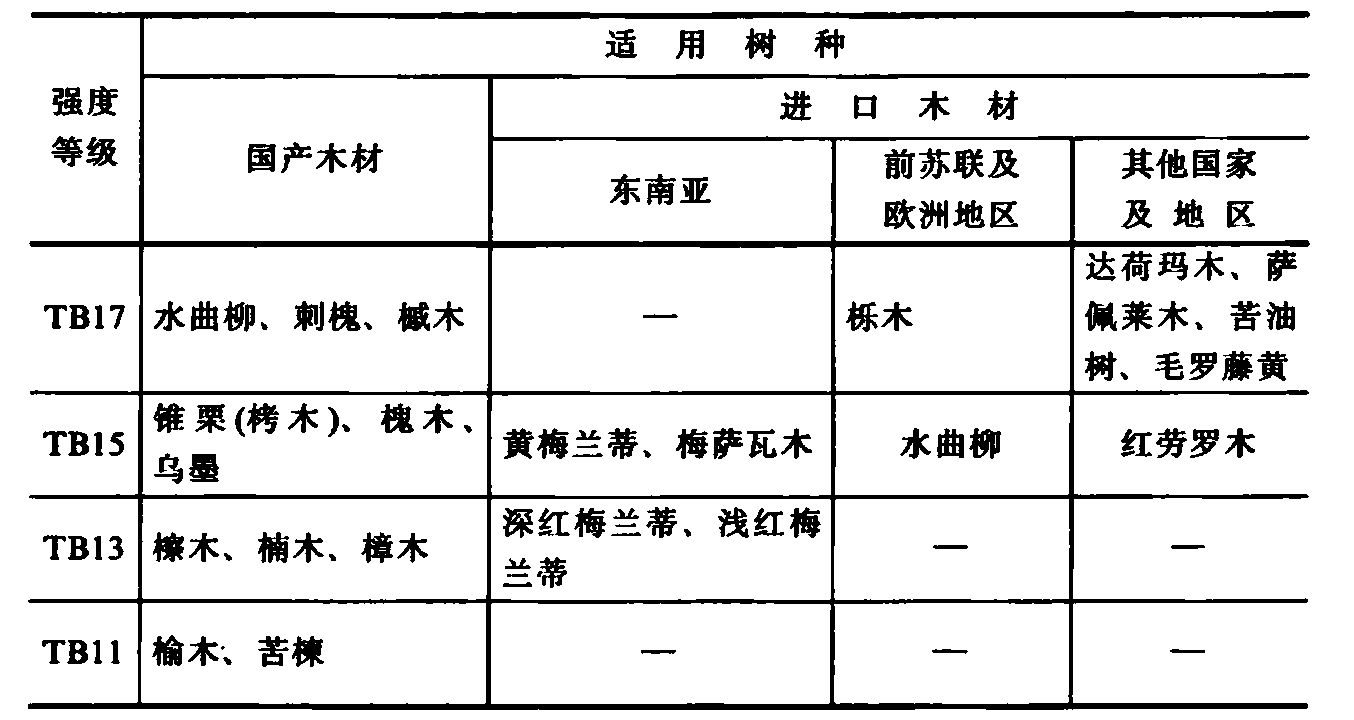 适用树种
强度
等级
国产木材
进口木材
东南亚
前苏联及
欧洲地区
其他国家
及地区
TB17
水曲柳、刺槐、槭木
—
栎木
达荷玛木、萨
佩莱木、苦油
树、毛罗藤黄
TB15
锥栗(栲木)、槐木、
乌墨
黄梅兰蒂、梅萨瓦木
水曲柳
红劳罗木
TB13
檫木、楠木、樟木
深红梅兰蒂、浅红梅
兰蒂
—
—
TB11
榆木、苦楝
—
—
—